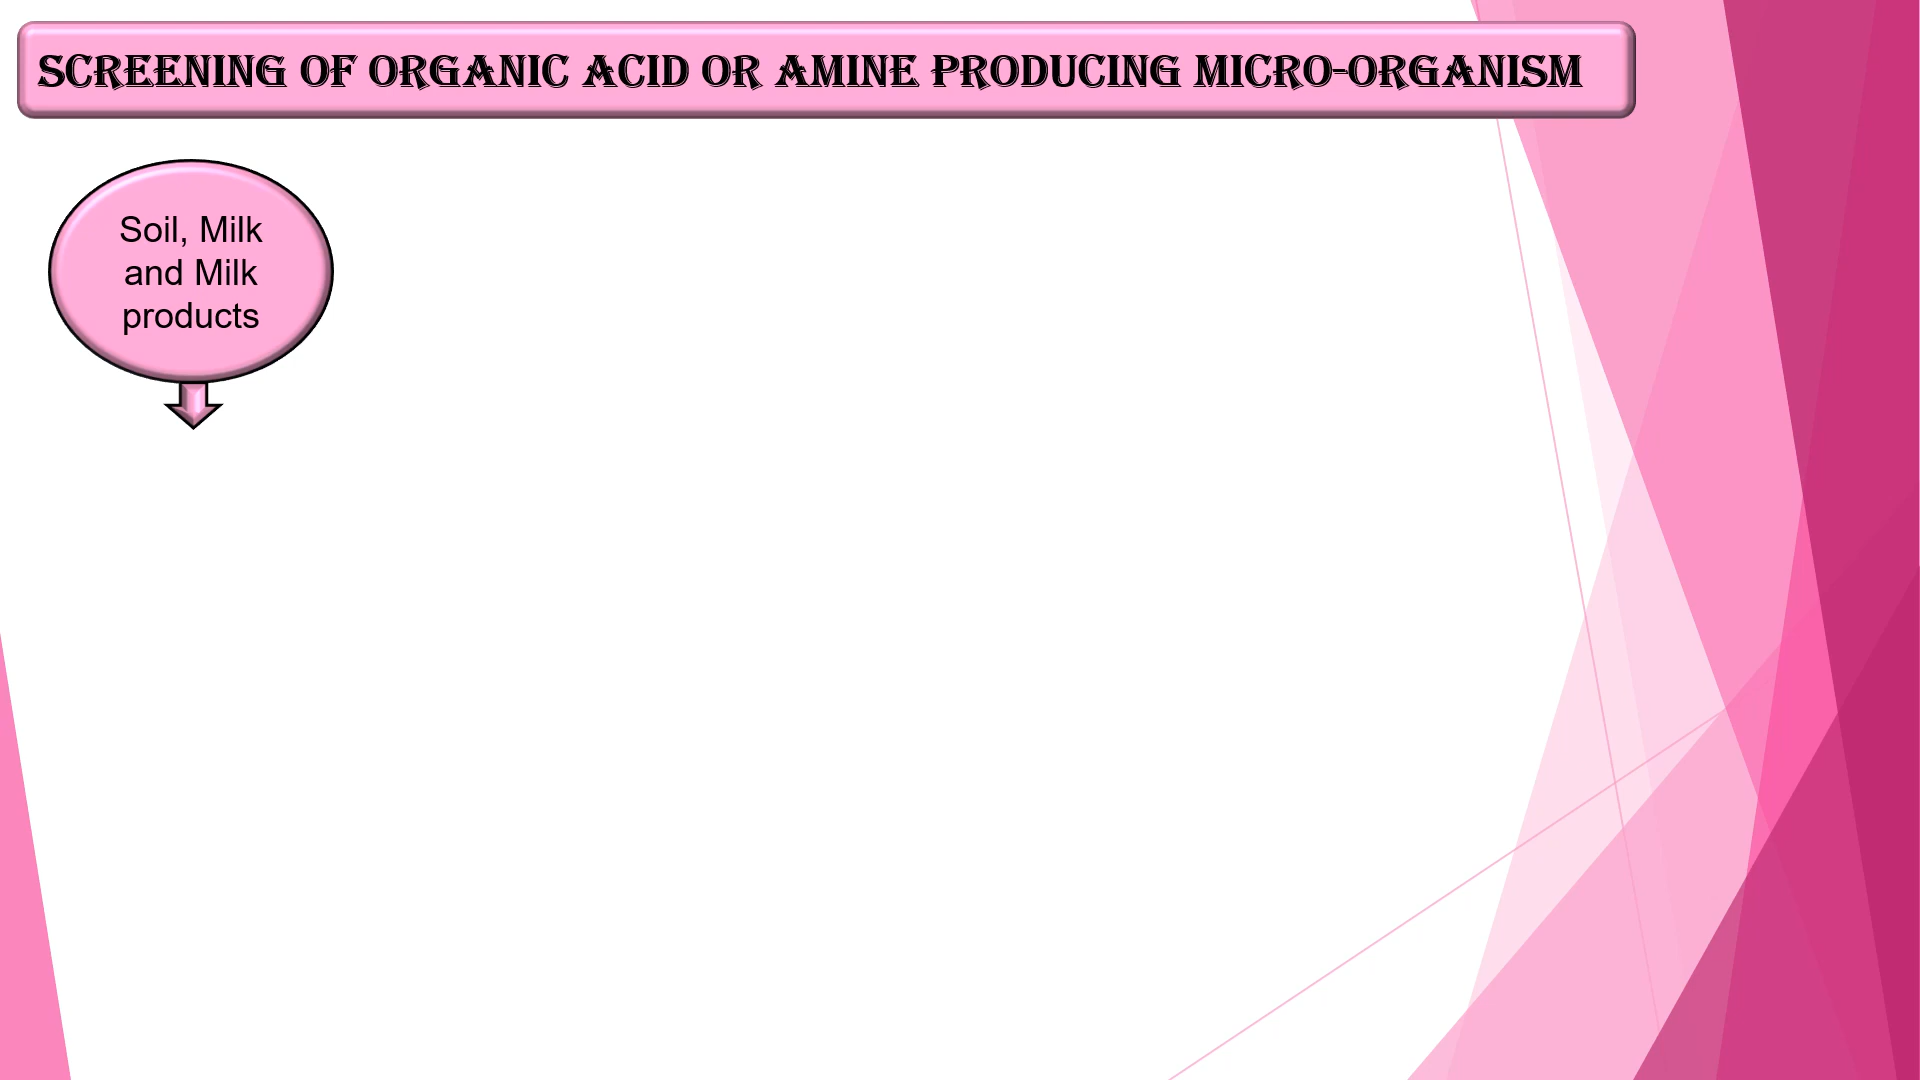 SCREENING OF ORGANIC ACID OR AMINE PRODUCING MICRO-ORGANISM
Soil, Milk
and Milk
products